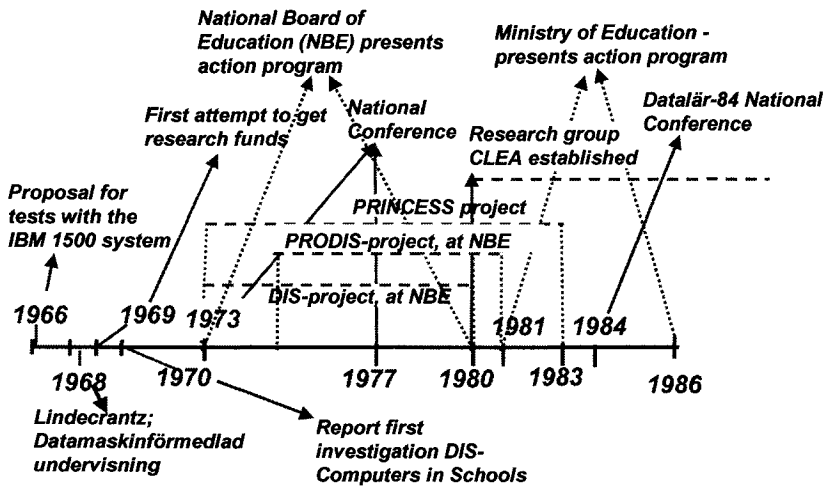 National Board of
Education (NBE) presents
action program
Ministry of Education -
presents action program
First attempt to get
research funds
National
Conference
Datalär-84 National
Conference
Research group
CLEA established
Proposal for
tests with the
IBM 1500 system
PRINCESS project
PRODIS-project, at NBE
DIS-project, at NBE
1966
1969
1973
1981
1984
1968
1970
1977
1980
1983
1986
Lindecrantz;
Datamaskinförmedlad
undervisning
Report first
investigation DIS-
Computers in Schools